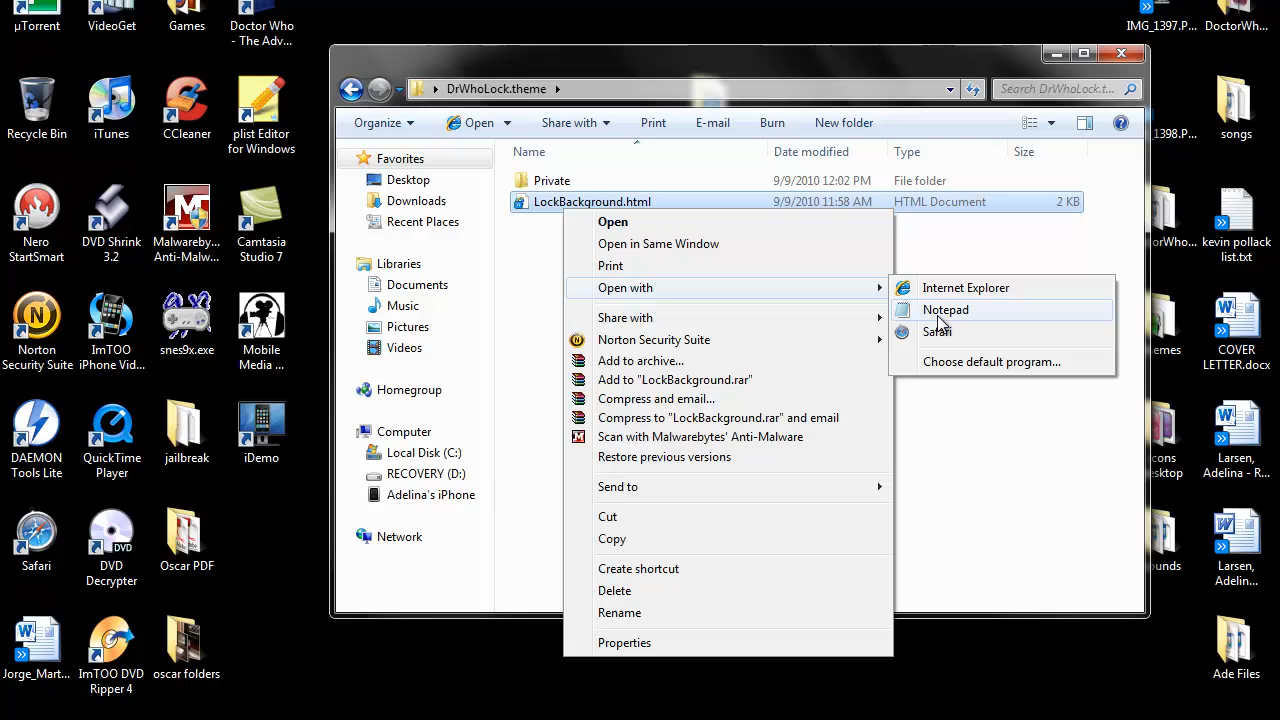 µTorrent
VideoGet
Games
Doctor Who
- The Adv...
IMG_1397.P...
DoctorWh...
Recycle Bin
iTunes
CCleaner
plist Editor
for Windows
_1398.P...
songs
Nero
StartSmart
DVD Shrink
3.2
Malwareby...
Anti-Malw...
Camtasia
Studio 7
orWho...
kevin pollack
list.txt
Norton
Security Suite
ImTOO
iPhone Vid...
snes9x.exe
Mobile
Media ...
emes
COVER
LETTER.docx
DAEMON
Tools Lite
QuickTime
Player
jailbreak
iDemo
cons
esktop
Larsen,
Adelina - R...
Safari
DVD
Decrypter
Oscar PDF
unds
Larsen,
Adelin...
Jorge_Mart...
ImTOO DVD
Ripper 4
oscar folders
Ade Files
DrWhoLock.theme
Search DrWhoLock.t...
Organize
Open
Share with
Print
E-mail
Burn
New folder
Favorites
Desktop
Downloads
Recent Places
Libraries
Documents
Music
Pictures
Videos
Homegroup
Computer
Local Disk (C:)
RECOVERY (D:)
Adelina's iPhone
Network
Name Date modified Type Size
Private 9/9/2010 12:02 PM File folder
LockBackground.html 9/9/2010 11:58 AM HTML Document 2 KB
Open
Open in Same Window
Print
Open with
Share with
Norton Security Suite
Add to archive...
Add to "LockBackground.rar"
Compress and email...
Compress to "LockBackground.rar" and email
Scan with Malwarebytes' Anti-Malware
Restore previous versions
Send to
Cut
Copy
Create shortcut
Delete
Rename
Properties
Internet Explorer
Notepad
Safari
Choose default program...